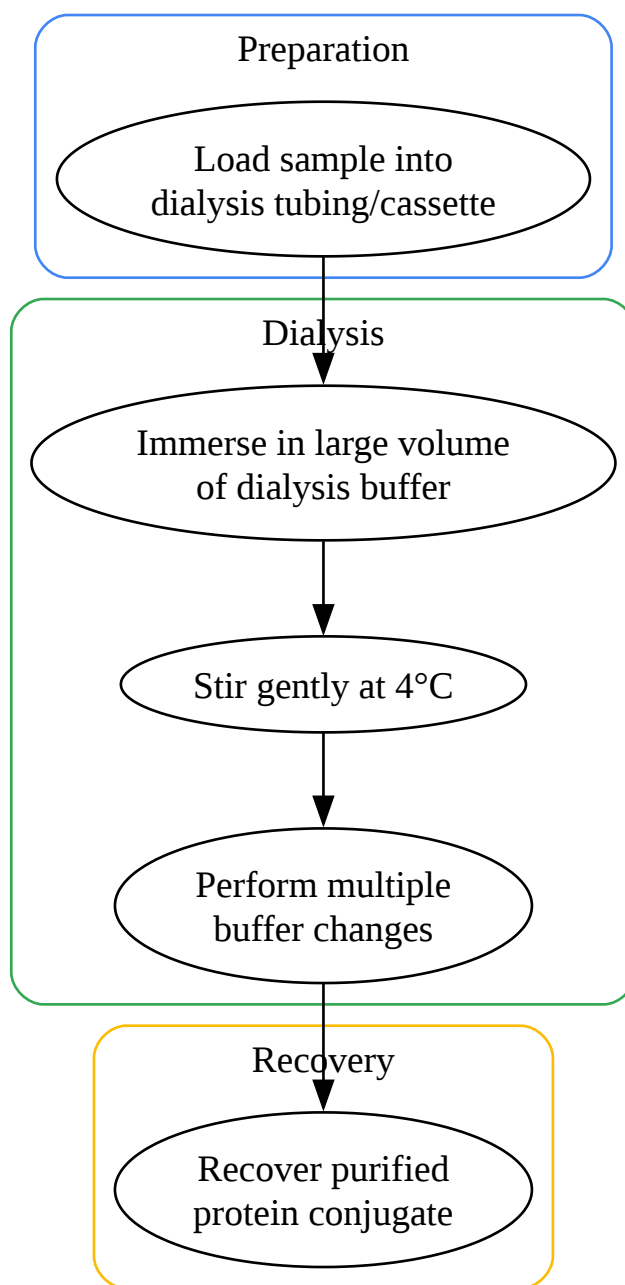 Preparation
Load sample into
dialysis tubing/cassette
Dialysis
Immerse in large volume
of dialysis buffer
Stir gently at 4°C
Perform multiple
buffer changes
Recovery
Recover purified
protein conjugate